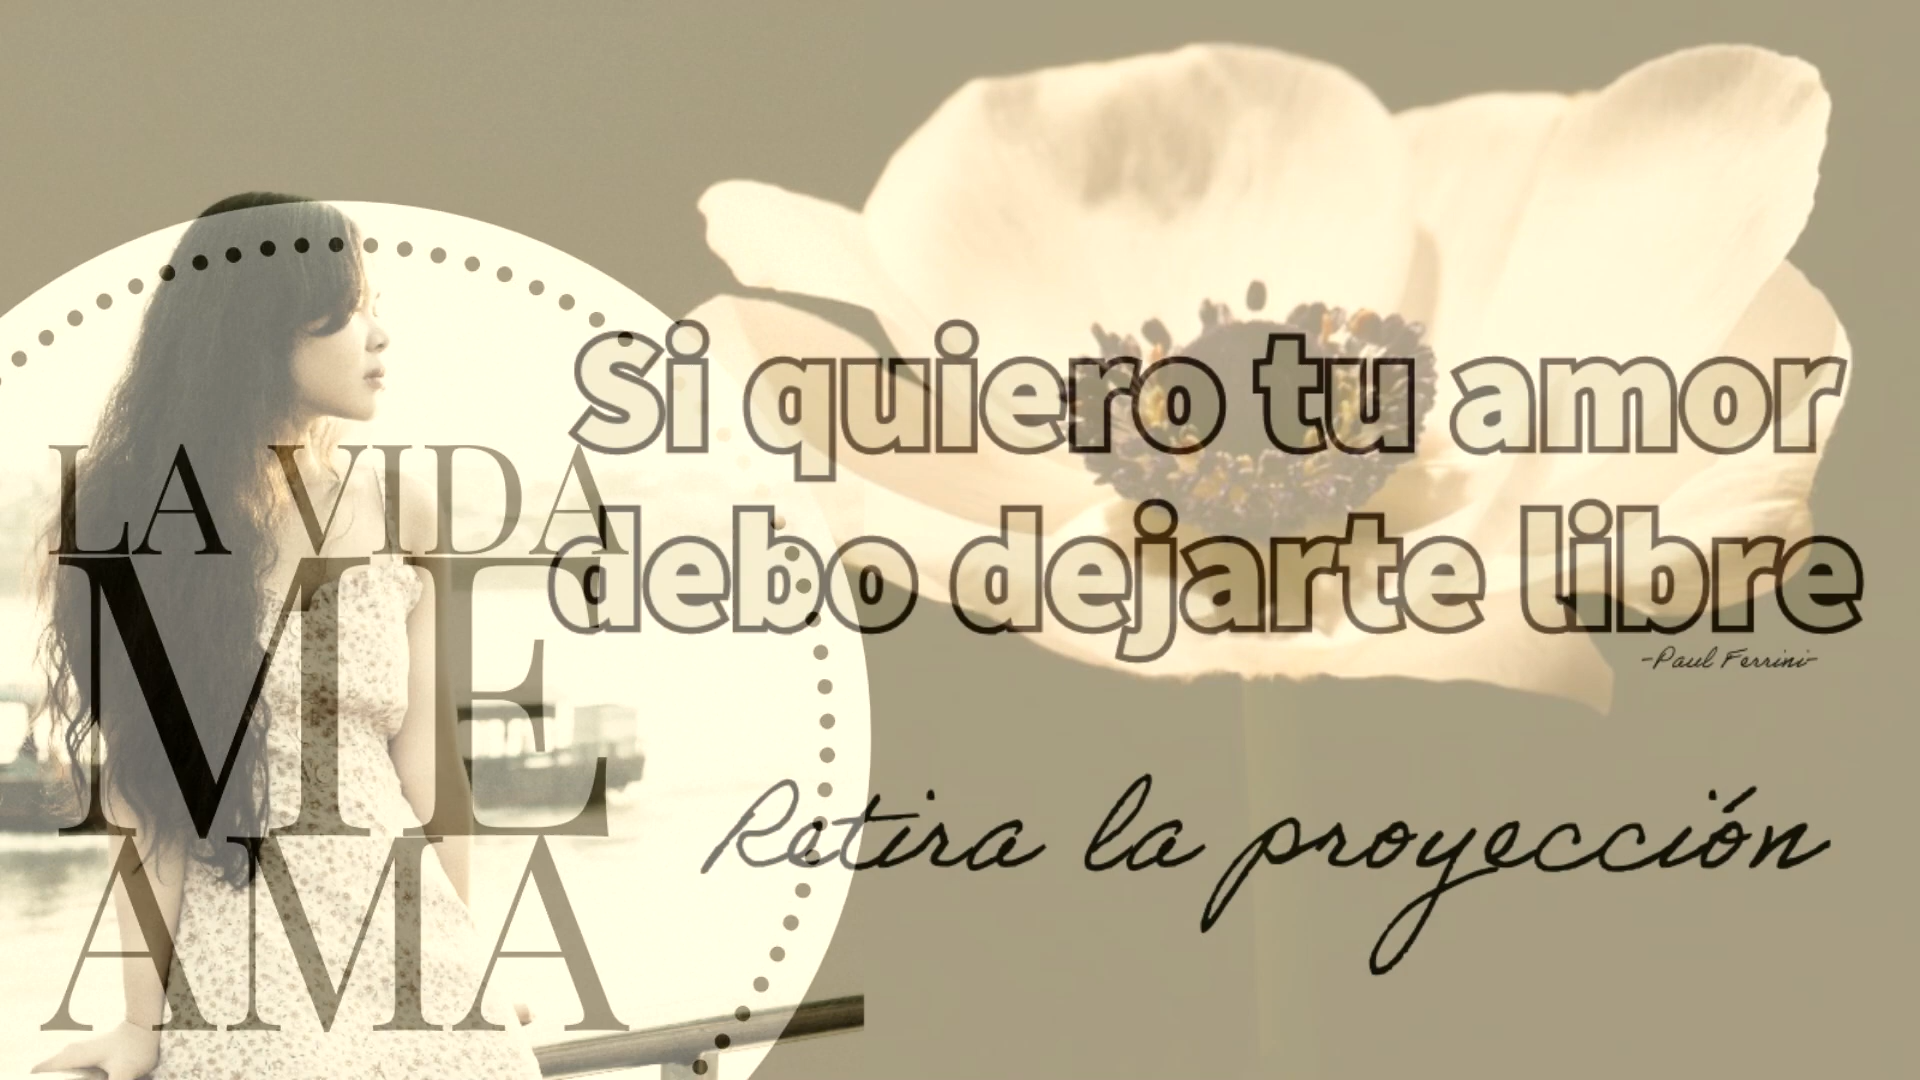 LA VIDA
ME
AMA
Si quiero tu amor
debo dejarte libre
-Paul Ferrini-
Retira la proyección